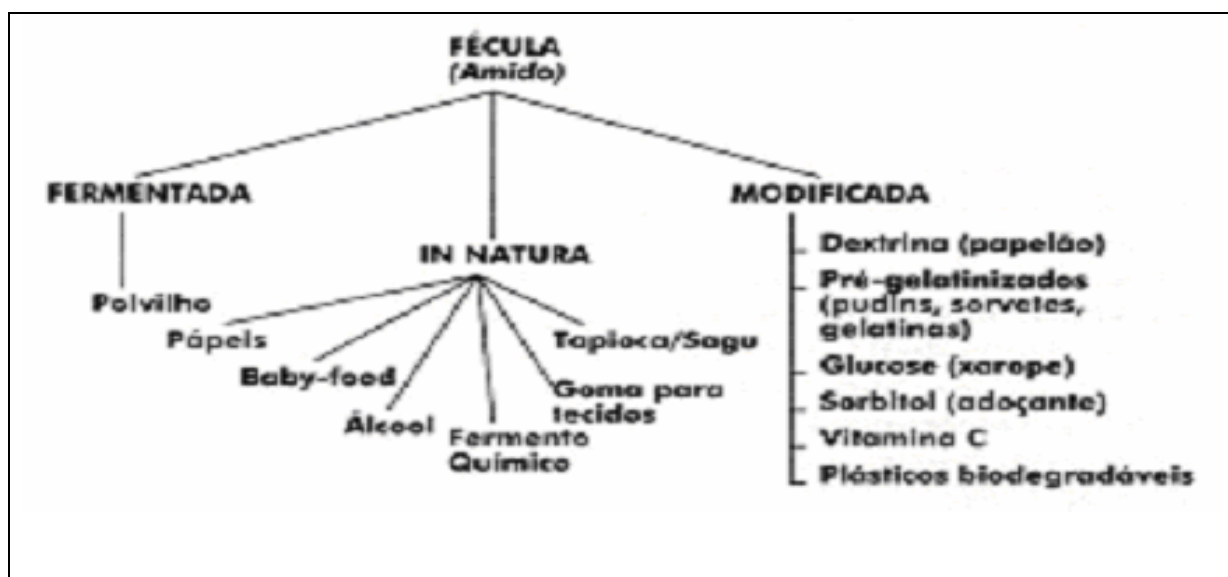 FÉCULA
(Amido)
FERMENTADA
Polvilho
IN NATURA
Pápeis
Baby-food
Álcool
Fermento
Químico
Goma para
tecidos
Tapioca/Sagu
MODIFICADA
Dextrina (papelão)
Pré-gelatinizados
(pudins, sorvetes,
gelatinas)
Glucose (xarope)
Sorbitol (adoçante)
Vitamina C
Plásticos biodegradáveis